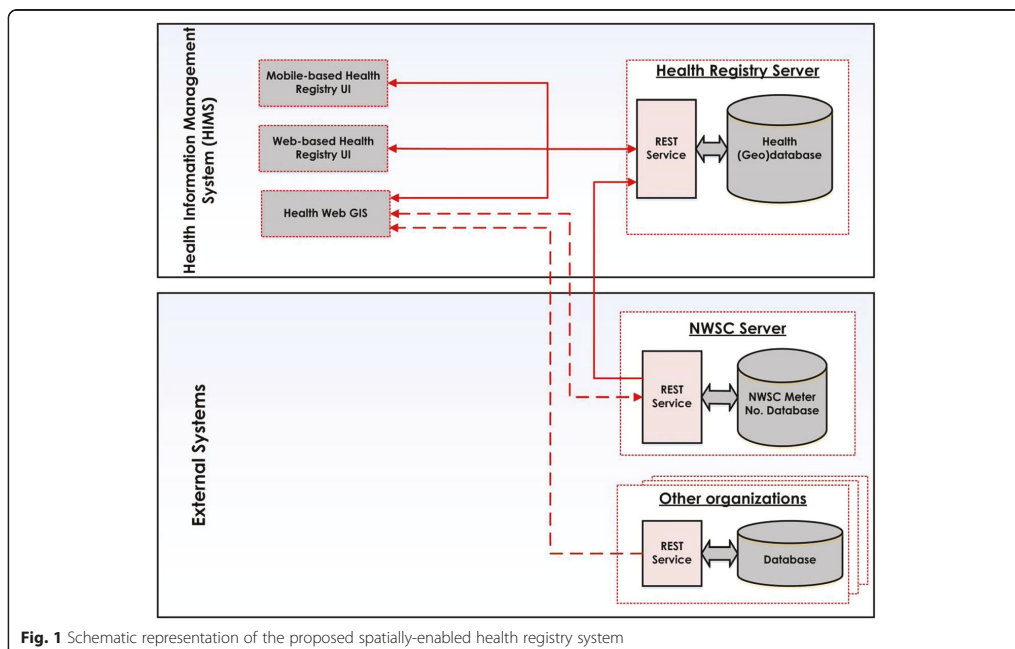 Health Information Management
System (HIMS)
Mobile-based Health
Registry UI
Web-based Health
Registry UI
Health Web GIS
Health Registry Server
REST
Service
Health
(Geo)database
External Systems
NWSC Server
REST
Service
NWSC Meter
No. Database
Other organizations
REST
Service
Database
Fig. 1 Schematic representation of the proposed spatially-enabled health registry system